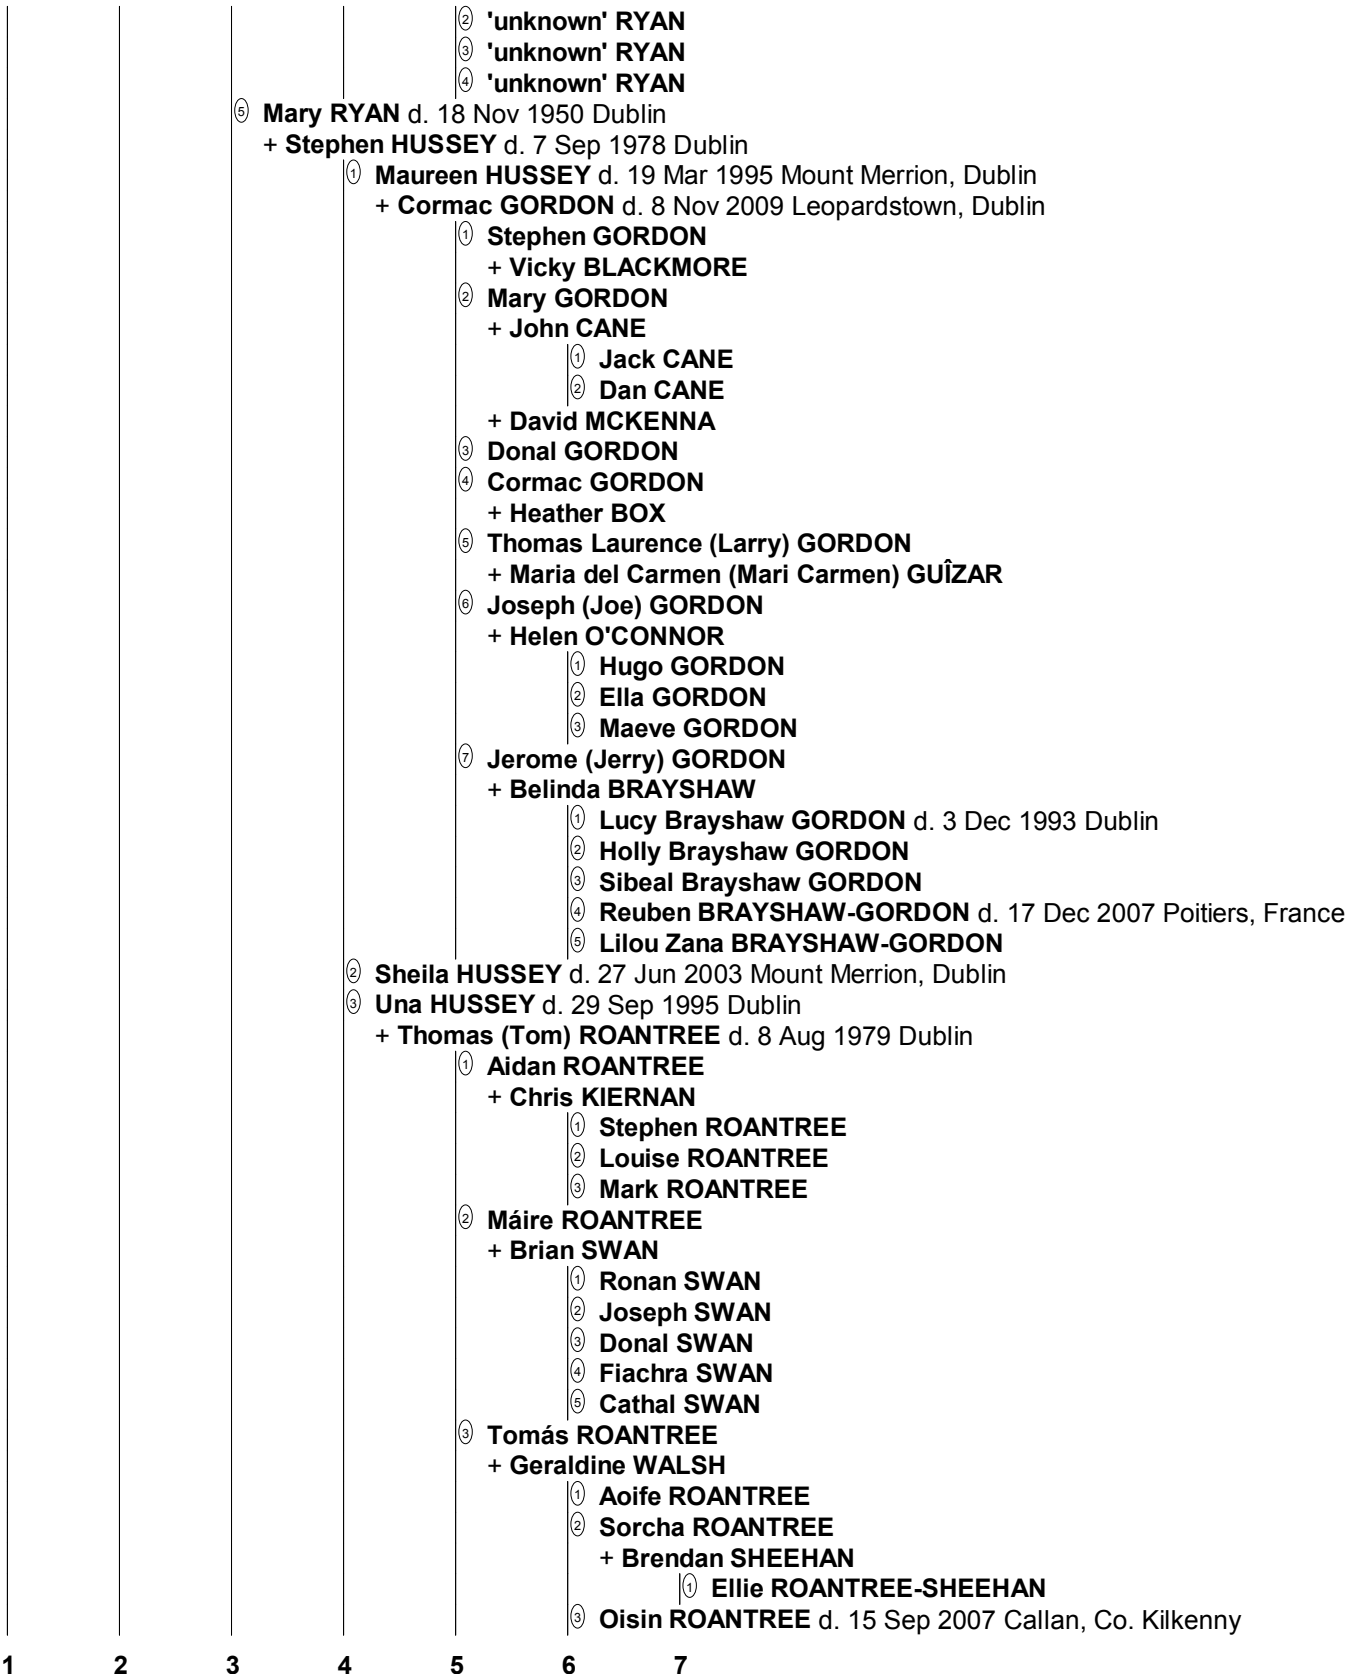 ② 'unknown' RYAN
③ 'unknown' RYAN
④ 'unknown' RYAN
⑤ Mary RYAN d. 18 Nov 1950 Dublin
+ Stephen HUSSEY d. 7 Sep 1978 Dublin
① Maureen HUSSEY d. 19 Mar 1995 Mount Merrion, Dublin
+ Cormac GORDON d. 8 Nov 2009 Leopardstown, Dublin
① Stephen GORDON
+ Vicky BLACKMORE
② Mary GORDON
+ John CANE
① Jack CANE
② Dan CANE
+ David MCKENNA
③ Donal GORDON
④ Cormac GORDON
+ Heather BOX
⑤ Thomas Laurence (Larry) GORDON
+ Maria del Carmen (Mari Carmen) GUÎZAR
⑥ Joseph (Joe) GORDON
+ Helen O'CONNOR
① Hugo GORDON
② Ella GORDON
③ Maeve GORDON
⑦ Jerome (Jerry) GORDON
+ Belinda BRAYSHAW
① Lucy Brayshaw GORDON d. 3 Dec 1993 Dublin
② Holly Brayshaw GORDON
③ Sibeal Brayshaw GORDON
④ Reuben BRAYSHAW-GORDON d. 17 Dec 2007 Poitiers, France
⑤ Lilou Zana BRAYSHAW-GORDON
② Sheila HUSSEY d. 27 Jun 2003 Mount Merrion, Dublin
③ Una HUSSEY d. 29 Sep 1995 Dublin
+ Thomas (Tom) ROANTREE d. 8 Aug 1979 Dublin
① Aidan ROANTREE
+ Chris KIERNAN
① Stephen ROANTREE
② Louise ROANTREE
③ Mark ROANTREE
② Máire ROANTREE
+ Brian SWAN
① Ronan SWAN
② Joseph SWAN
③ Donal SWAN
④ Fiachra SWAN
⑤ Cathal SWAN
③ Tomás ROANTREE
+ Geraldine WALSH
① Aoife ROANTREE
② Sorcha ROANTREE
+ Brendan SHEEHAN
① Ellie ROANTREE-SHEEHAN
③ Oisin ROANTREE d. 15 Sep 2007 Callan, Co. Kilkenny
1 2 3 4 5 6 7